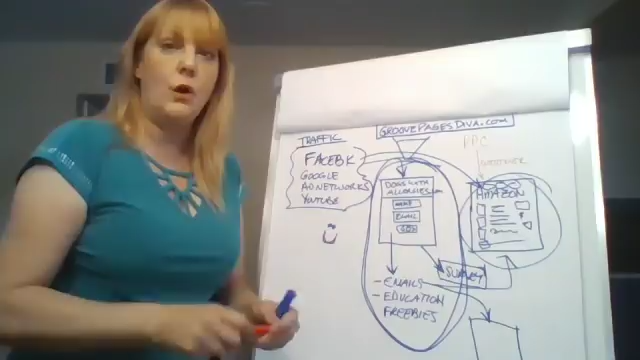 GROOVEPAGESDIVA.COM
TRAFFIC
FACEBK
GOOGLE
AD NETWORKS
YOUTUBE
PPC
DOGS WITH
ALLERGIES
NAME
EMAIL
AMAZON
SURVEY
- EMAILS
- EDUCATION
FREEBIES